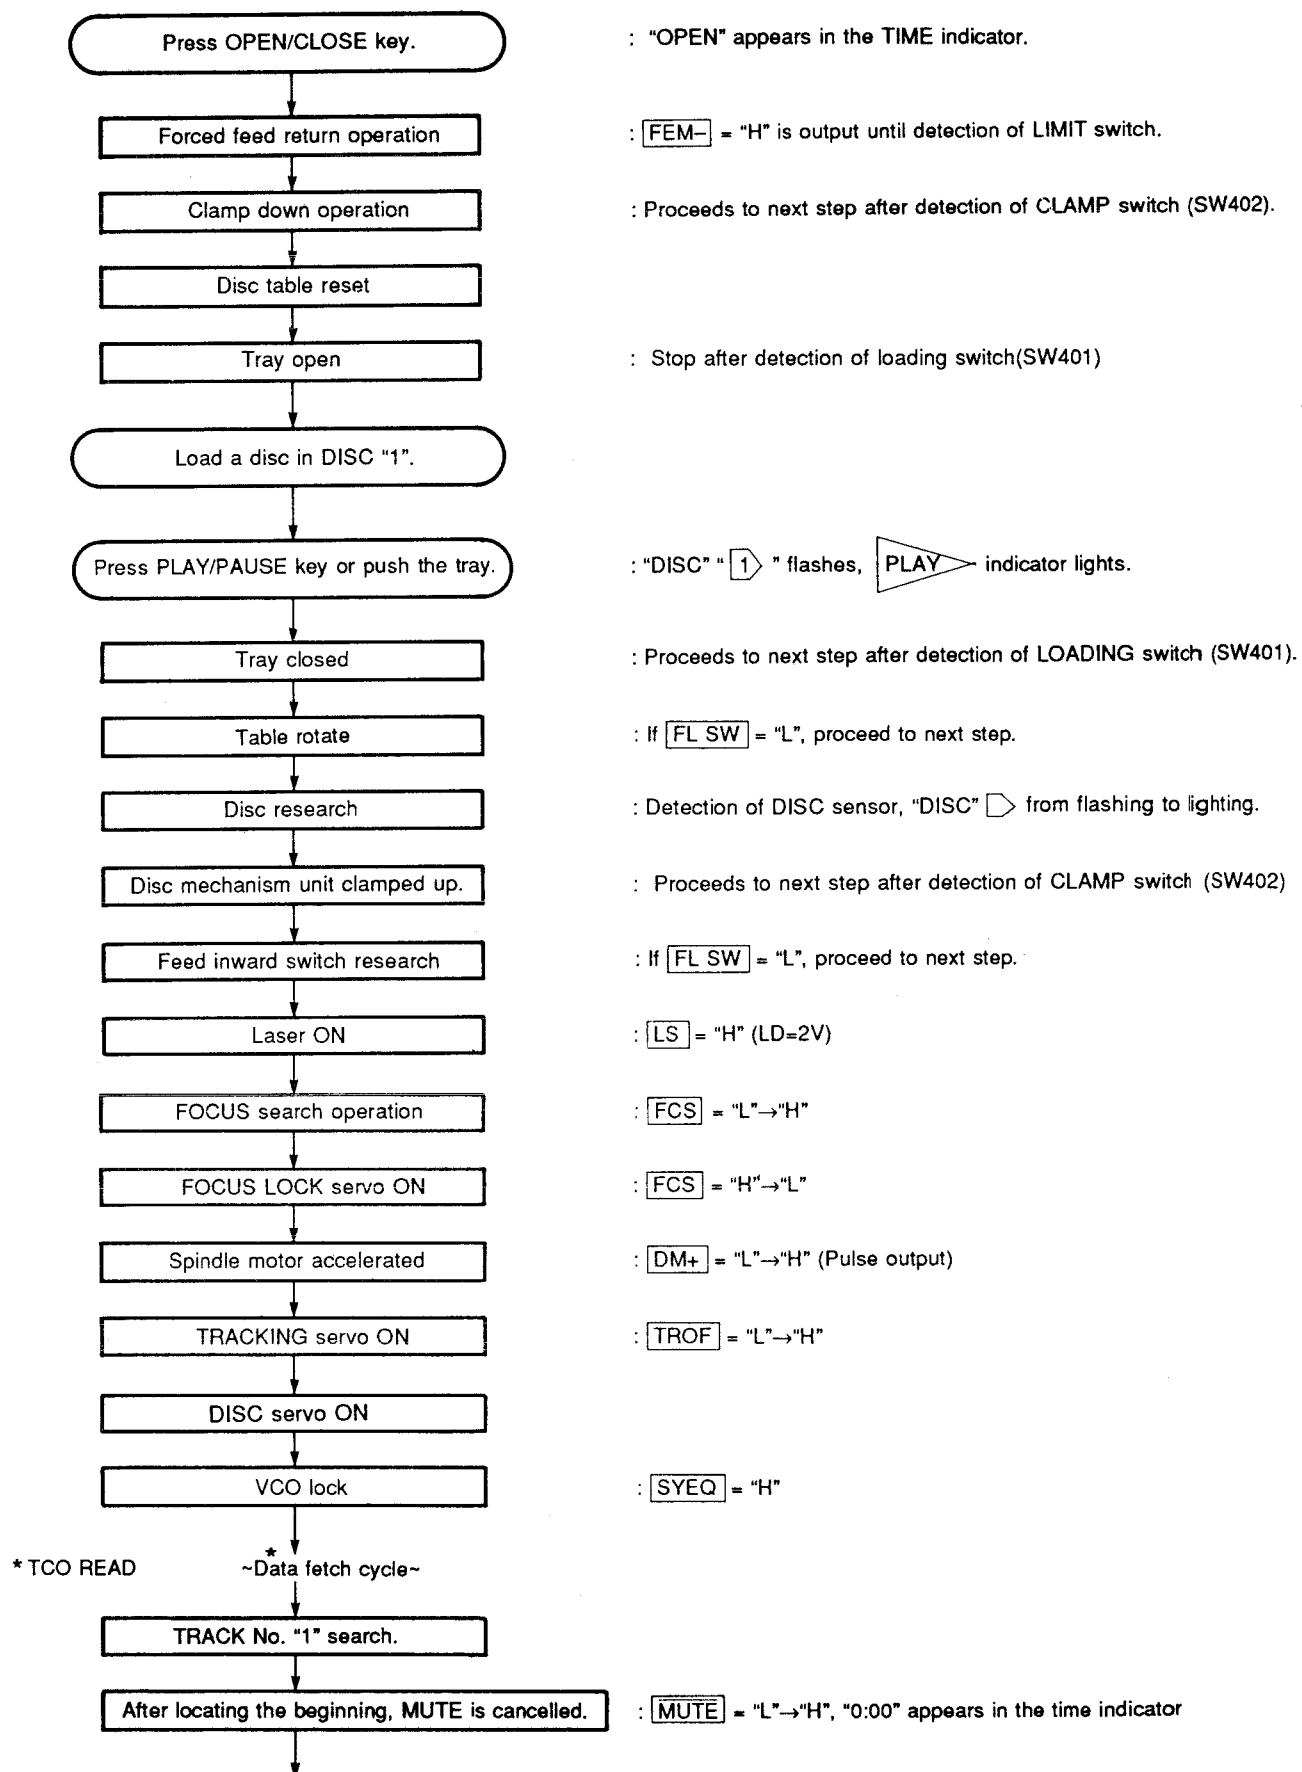 Press OPEN/CLOSE key. : "OPEN" appears in the TIME indicator.
Forced feed return operation : FEM– = "H" is output until detection of LIMIT switch.
Clamp down operation : Proceeds to next step after detection of CLAMP switch (SW402).
Disc table reset
Tray open : Stop after detection of loading switch(SW401)
Load a disc in DISC "1".
Press PLAY/PAUSE key or push the tray. : "DISC" " 1 " flashes, PLAY indicator lights.
Tray closed : Proceeds to next step after detection of LOADING switch (SW401).
Table rotate : If FL SW = "L", proceed to next step.
Disc research : Detection of DISC sensor, "DISC" from flashing to lighting.
Disc mechanism unit clamped up. : Proceeds to next step after detection of CLAMP switch (SW402)
Feed inward switch research : If FL SW = "L", proceed to next step.
Laser ON : LS = "H" (LD=2V)
FOCUS search operation : FCS = "L"→"H"
FOCUS LOCK servo ON : FCS = "H"→"L"
Spindle motor accelerated : DM+ = "L"→"H" (Pulse output)
TRACKING servo ON : TROF = "L"→"H"
DISC servo ON
VCO lock : SYEQ = "H"
* TCO READ ~Data fetch cycle~ *
TRACK No. "1" search.
After locating the beginning, MUTE is cancelled. : M̅U̅T̅E̅ = "L"→"H", "0:00" appears in the time indicator